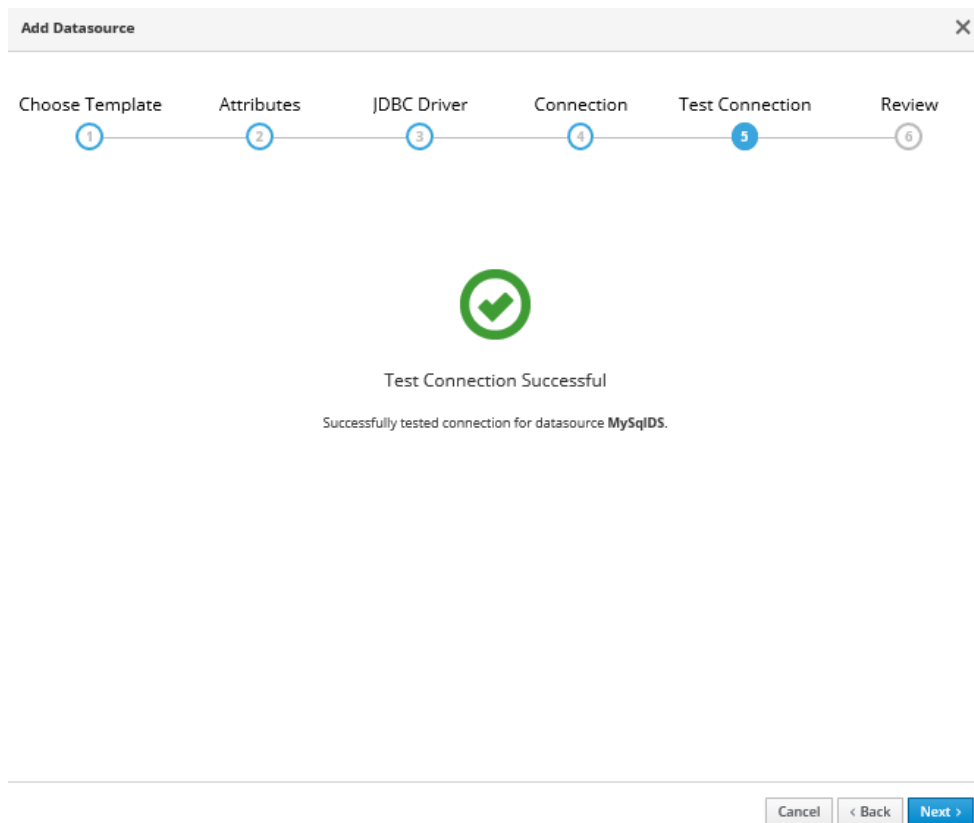 Add Datasource
Choose Template Attributes JDBC Driver Connection Test Connection Review
1 2 3 4 5 6
Test Connection Successful
Successfully tested connection for datasource MySqlDS.
Cancel < Back Next >